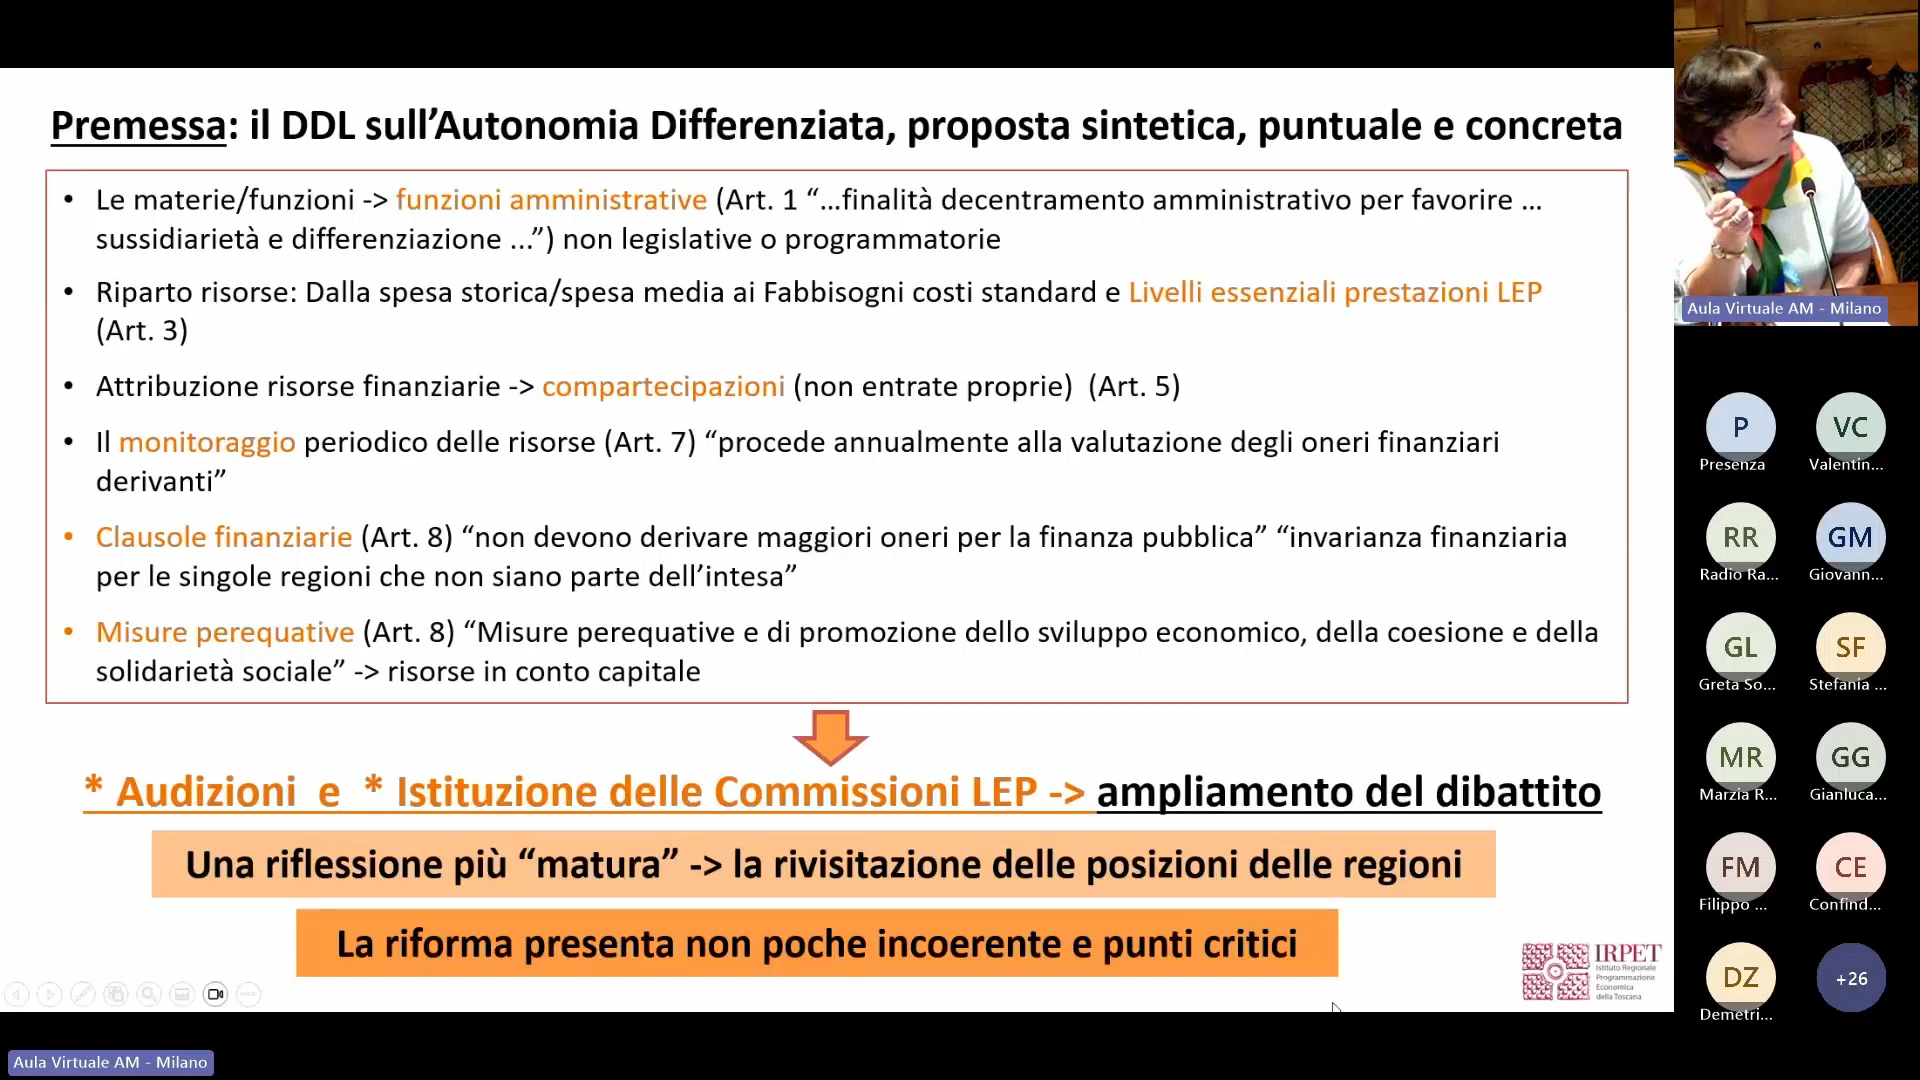 Premessa: il DDL sull’Autonomia Differenziata, proposta sintetica, puntuale e concreta
• Le materie/funzioni -> funzioni amministrative (Art. 1 “…finalità decentramento amministrativo per favorire …
sussidiarietà e differenziazione ...”) non legislative o programmatorie
• Riparto risorse: Dalla spesa storica/spesa media ai Fabbisogni costi standard e Livelli essenziali prestazioni LEP
(Art. 3)
• Attribuzione risorse finanziarie -> compartecipazioni (non entrate proprie) (Art. 5)
• Il monitoraggio periodico delle risorse (Art. 7) “procede annualmente alla valutazione degli oneri finanziari
derivanti”
• Clausole finanziarie (Art. 8) “non devono derivare maggiori oneri per la finanza pubblica” “invarianza finanziaria
per le singole regioni che non siano parte dell’intesa”
• Misure perequative (Art. 8) “Misure perequative e di promozione dello sviluppo economico, della coesione e della
solidarietà sociale” -> risorse in conto capitale
* Audizioni e * Istituzione delle Commissioni LEP -> ampliamento del dibattito
Una riflessione più “matura” -> la rivisitazione delle posizioni delle regioni
La riforma presenta non poche incoerente e punti critici
IRPET
Istituto Regionale
Programmazione
Economica
della Toscana
Aula Virtuale AM - Milano
Aula Virtuale AM - Milano
P
Presenza
VC
Valentin...
RR
Radio Ra...
GM
Giovann...
GL
Greta So...
SF
Stefania ...
MR
Marzia R...
GG
Gianluca...
FM
Filippo ...
CE
Confind...
DZ
Demetri...
+26